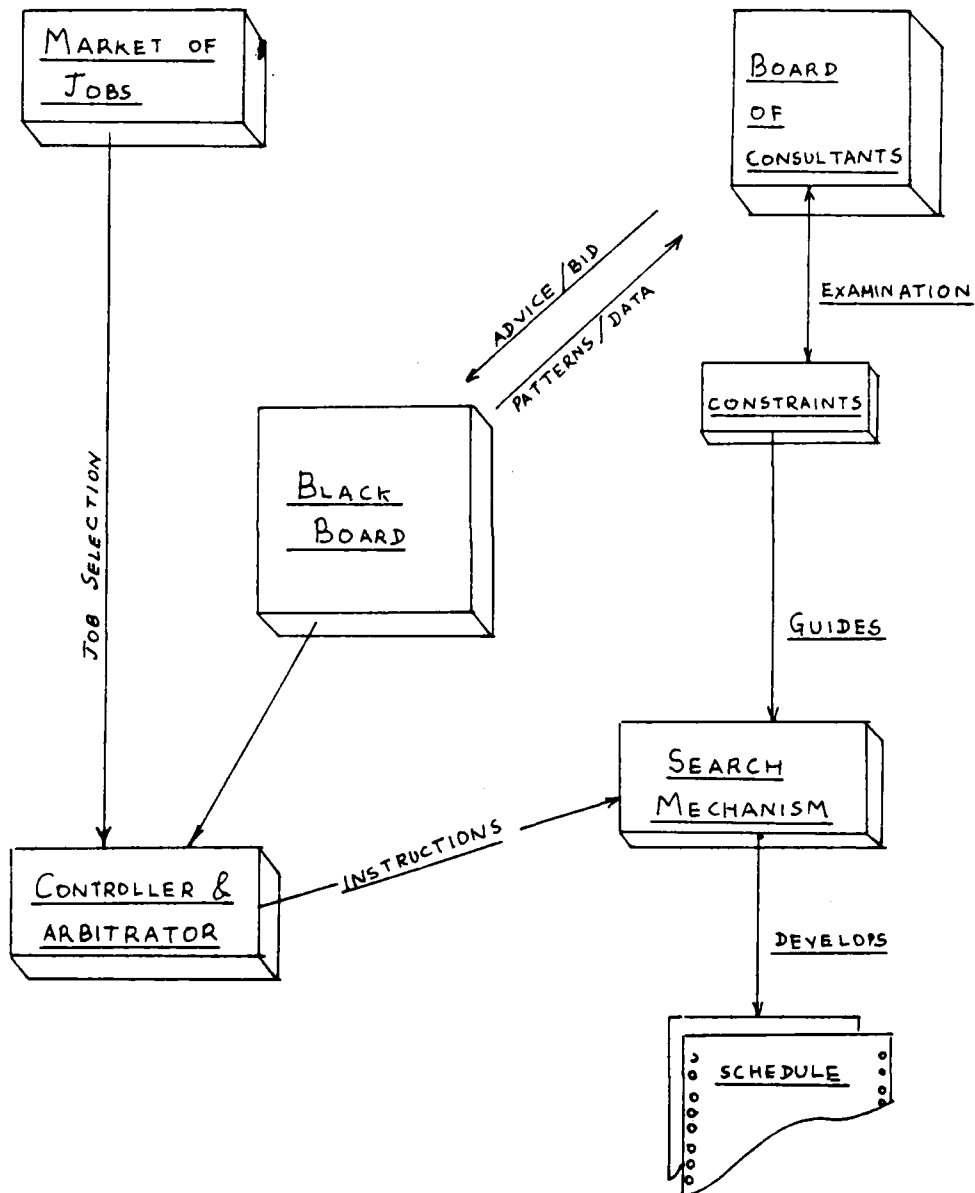 MARKET OF
JOBS
BOARD
OF
CONSULTANTS
ADVICE/BID
PATTERNS/DATA
EXAMINATION
CONSTRAINTS
BLACK
BOARD
JOB SELECTION
GUIDES
SEARCH
MECHANISM
INSTRUCTIONS
CONTROLLER &
ARBITRATOR
DEVELOPS
SCHEDULE